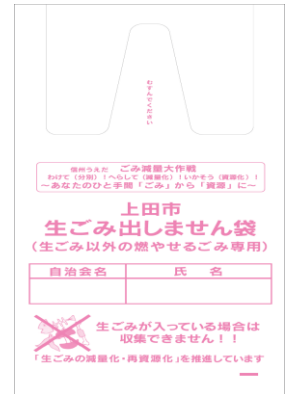 むすんでください
信州うえだ ごみ減量大作戦
わけて（分別）！へらして（減量化）！いかそう（資源化）！
～あなたのひと手間「ごみ」から「資源」に～
上田市
生ごみ出しません袋
（生ごみ以外の燃やせるごみ専用）
自治会名 氏 名
生ごみが入っている場合は
収集できません！！
「生ごみの減量化・再資源化」を推進しています